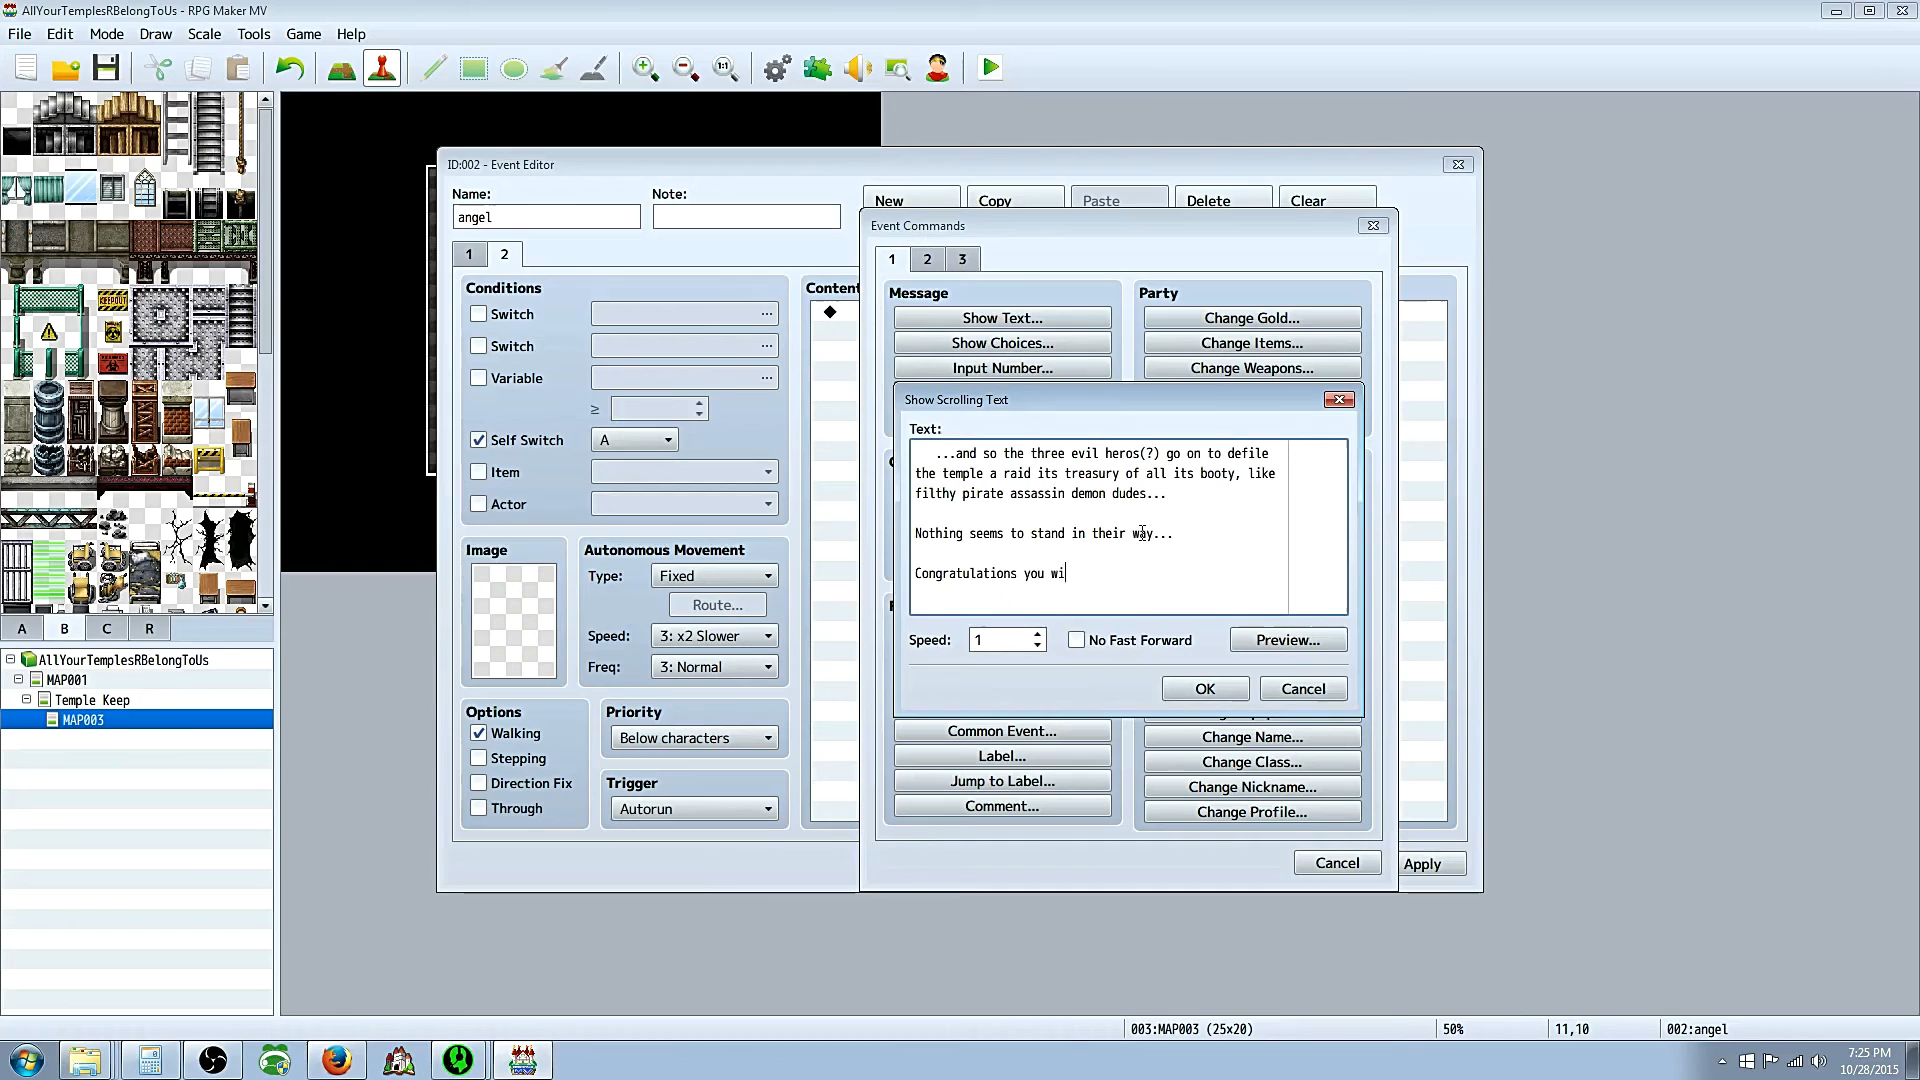 AllYourTemplesRBelongToUs - RPG Maker MV
File Edit Mode Draw Scale Tools Game Help
1:1
KEEPOUT
ID:002 - Event Editor
Name: Note:
angel
New Copy Paste Delete Clear
1 2
Conditions
Switch ...
Switch ...
Variable ...
≥
Self Switch A
Item
Actor
Image
Autonomous Movement
Type: Fixed
Route...
Speed: 3: x2 Slower
Freq: 3: Normal
Options
Walking
Stepping
Direction Fix
Through
Priority
Below characters
Trigger
Autorun
Content
Apply
Event Commands
1 2 3
Message
Show Text...
Show Choices...
Input Number...
Party
Change Gold...
Change Items...
Change Weapons...
Show Scrolling Text
Text:
...and so the three evil heros(?) go on to defile
the temple a raid its treasury of all its booty, like
filthy pirate assassin demon dudes...
Nothing seems to stand in their way...
Congratulations you wi
Speed: 1 No Fast Forward Preview...
OK Cancel
Common Event...
Label...
Jump to Label...
Comment...
Change Name...
Change Class...
Change Nickname...
Change Profile...
Cancel
A B C R
AllYourTemplesRBelongToUs
MAP001
Temple Keep
MAP003
003:MAP003 (25x20) 50% 11,10 002:angel
7:25 PM
10/28/2015